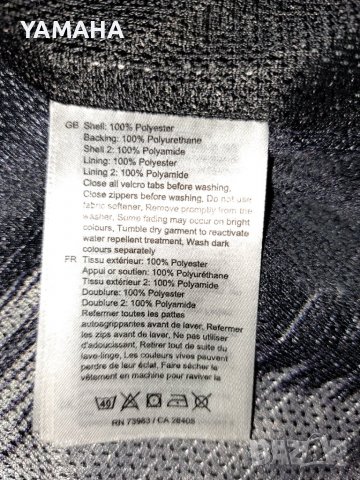 YAMAHA
GB Shell: 100% Polyester
Backing: 100% Polyurethane
Shell 2: 100% Polyamide
Lining: 100% Polyester
Lining 2: 100% Polyamide
Close all velcro tabs before washing,
Close zippers before washing, Do not use
fabric softener, Remove promptly from the
washer, Some fading may occur on bright
colours, Tumble dry garment to reactivate
water repellent treatment, Wash dark
colours separately
FR Tissu extérieur: 100% Polyester
Appui or soutien: 100% Polyuréthane
Tissu extérieur 2: 100% Polyamide
Doublure: 100% Polyester
Doublure 2: 100% Polyamide
Refermer toutes les pattes
autoagrippantes avant de laver, Refermer
les zips avant de laver, Ne pas utiliser
d'adoucissant, Retirer tout de suite du
lave-linge, Les couleurs vives peuvent
perdre de leur éclat, Faire sécher le
vêtement en machine pour raviver le
40
RN 73963 / CA 28405